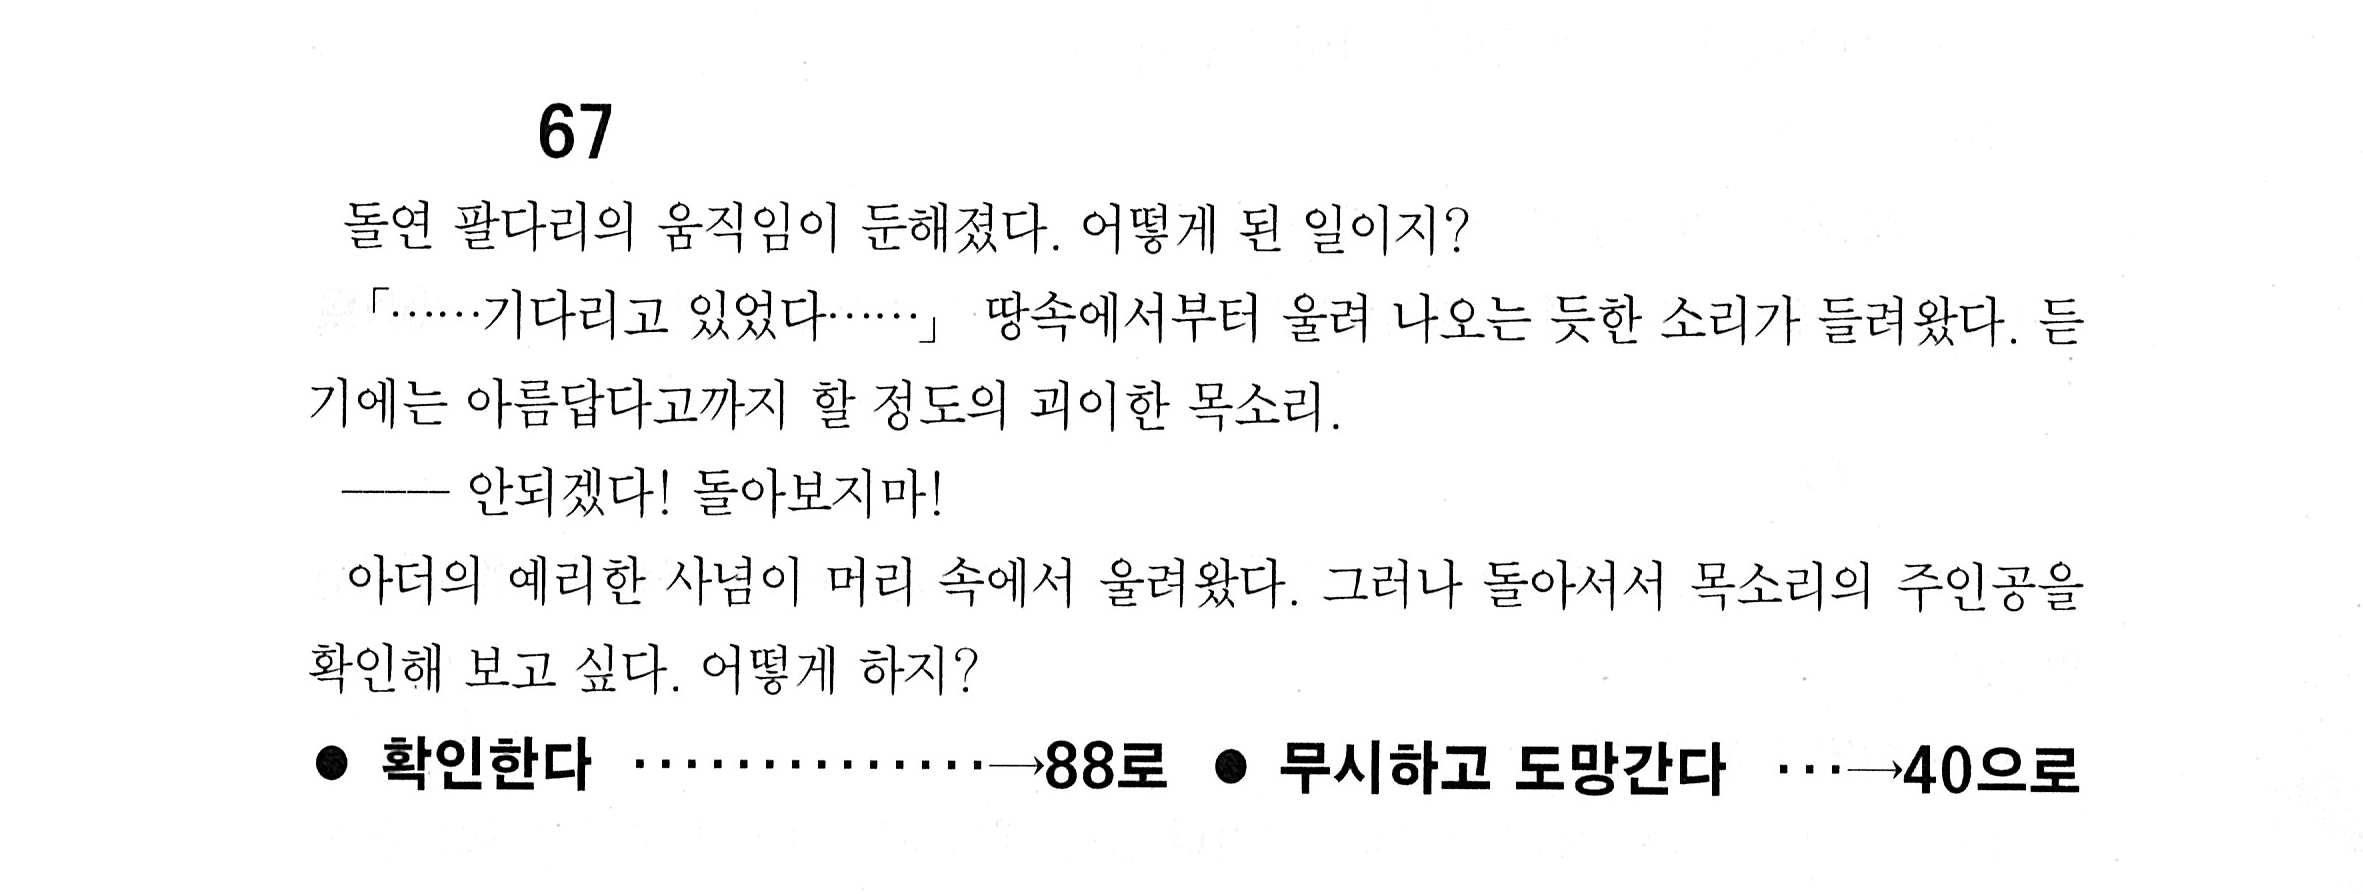 67
돌연 팔다리의 움직임이 둔해졌다. 어떻게 된 일이지?
「……기다리고 있었다……」 땅속에서부터 울려 나오는 듯한 소리가 들려왔다. 듣
기에는 아름답다고까지 할 정도의 괴이한 목소리.
—— 안되겠다! 돌아보지마!
아더의 예리한 사념이 머리 속에서 울려왔다. 그러나 돌아서서 목소리의 주인공을
확인해 보고 싶다. 어떻게 하지?
● 확인한다 ··············→88로 ● 무시하고 도망간다 ···→40으로